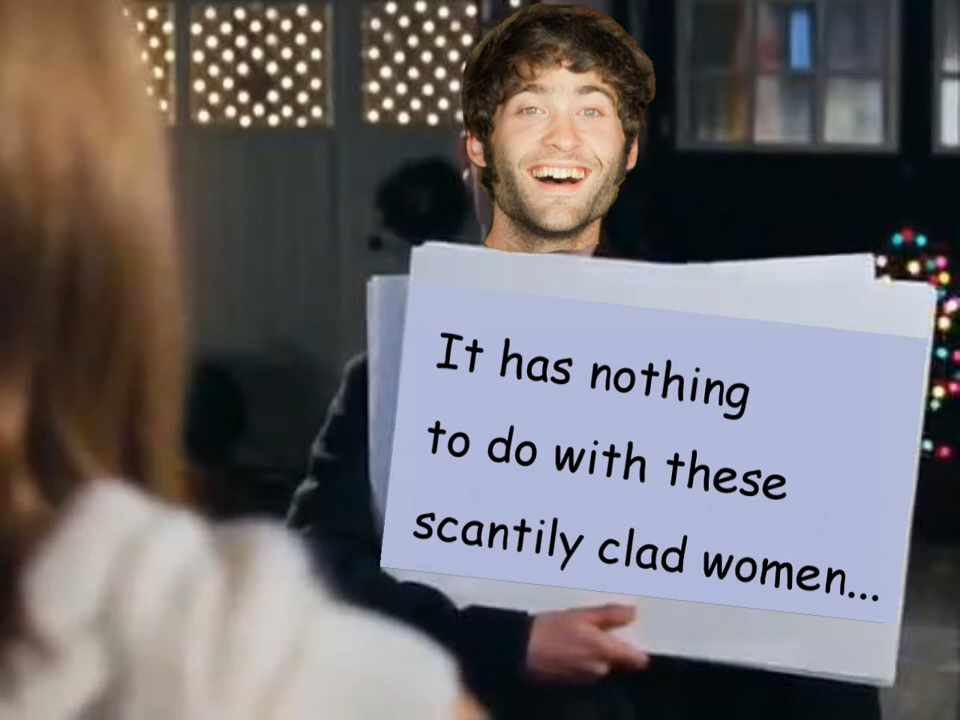 It has nothing
to do with these
scantily clad women...